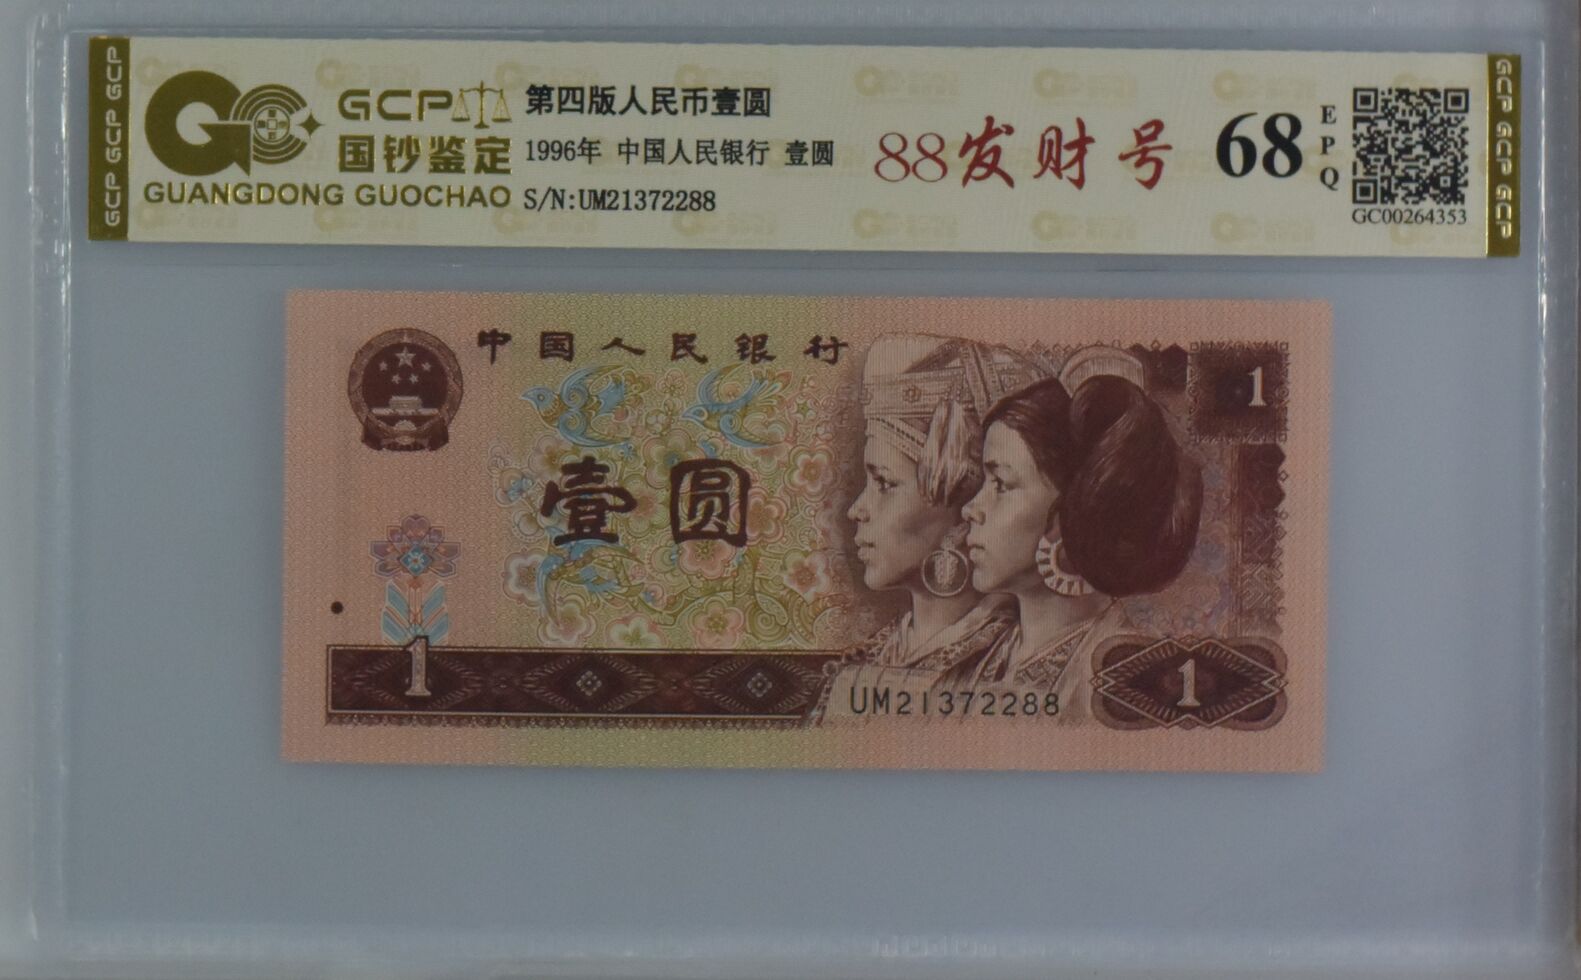 GCP GCP GCP
GCP
国钞鉴定
GUANGDONG GUOCHAO
第四版人民币壹圆
1996年 中国人民银行 壹圆
S/N:UM21372288
88发财号
68
EPQ
GC00264353
GCP GCP GCP
中国人民银行
1
壹圆
1
1
UM21372288